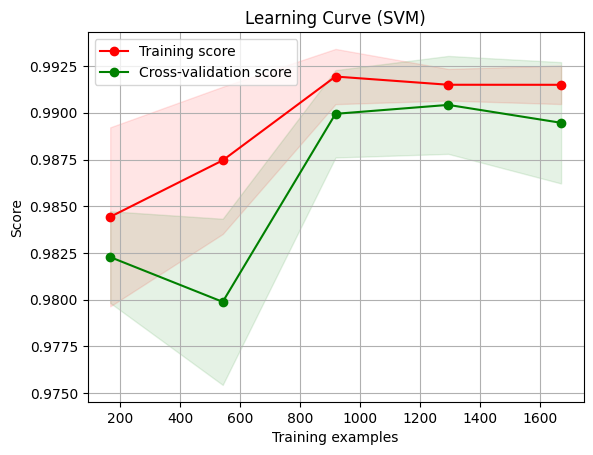 Learning Curve (SVM)
Training score
Cross-validation score
0.9925
0.9900
0.9875
0.9850
0.9825
0.9800
0.9775
0.9750
Score
200 400 600 800 1000 1200 1400 1600
Training examples